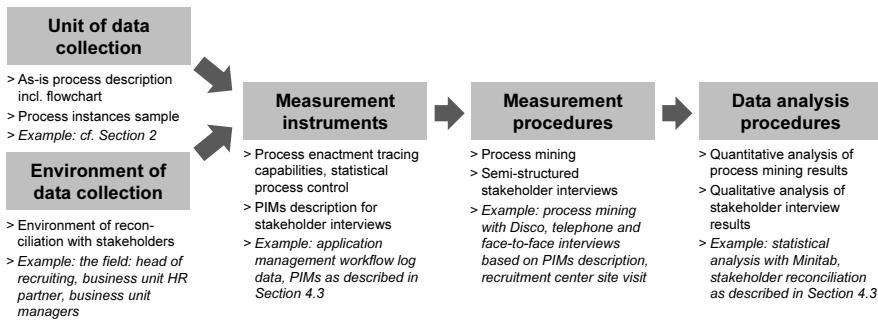 Unit of data
collection
> As-is process description
incl. flowchart
> Process instances sample
> Example: cf. Section 2
Environment of
data collection
> Environment of recon-
ciliation with stakeholders
> Example: the field: head of
recruiting, business unit HR
partner, business unit
managers
Measurement
instruments
> Process enactment tracing
capabilities, statistical
process control
> PIMs description for
stakeholder interviews
> Example: application
management workflow log
data, PIMs as described in
Section 4.3
Measurement
procedures
> Process mining
> Semi-structured
stakeholder interviews
> Example: process mining
with Disco, telephone and
face-to-face interviews
based on PIMs description,
recruitment center site visit
Data analysis
procedures
> Quantitative analysis of
process mining results
> Qualitative analysis of
stakeholder interview
results
> Example: statistical
analysis with Minitab,
stakeholder reconciliation
as described in Section 4.3